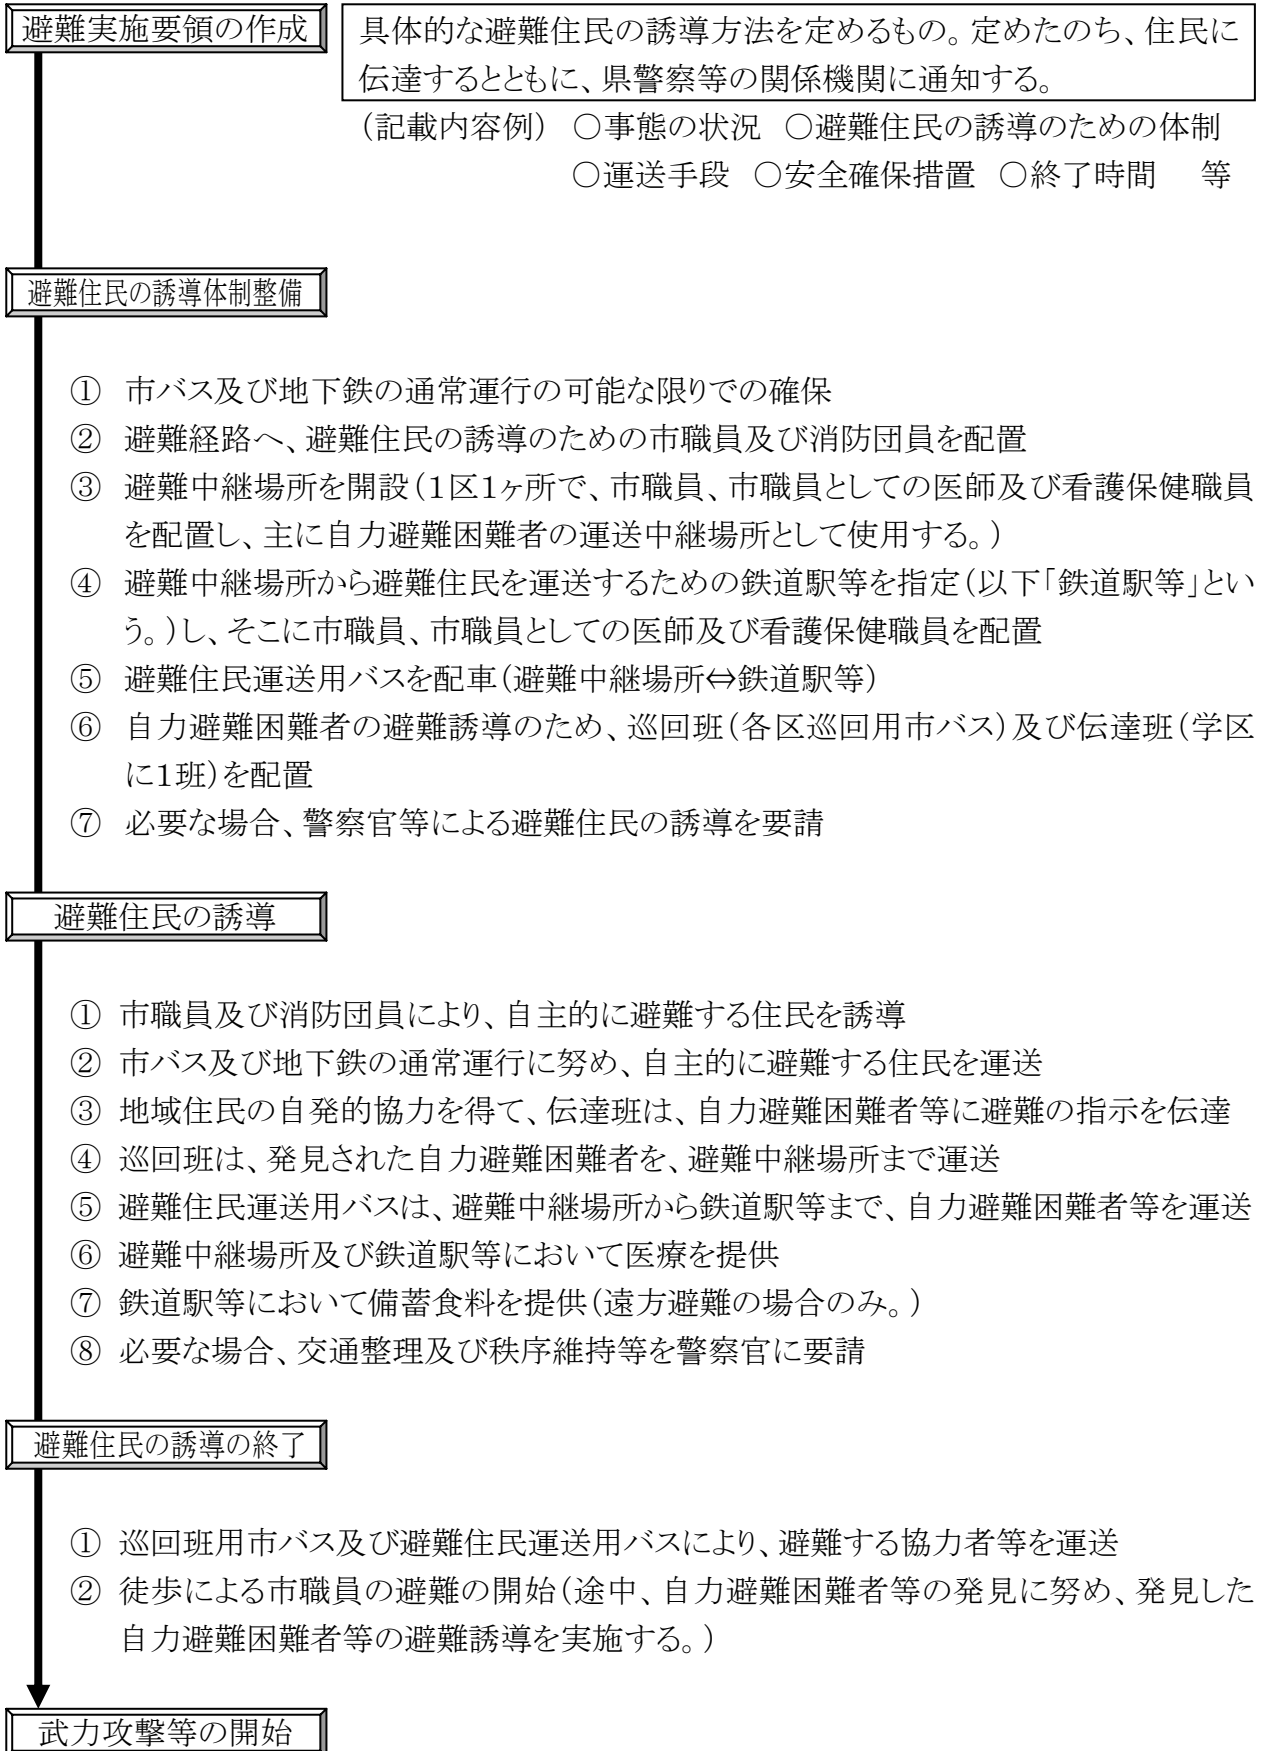 避難実施要領の作成
具体的な避難住民の誘導方法を定めるもの。定めたのち、住民に
伝達するとともに、県警察等の関係機関に通知する。
（記載内容例） ○事態の状況 ○避難住民の誘導のための体制
○運送手段 ○安全確保措置 ○終了時間 等
避難住民の誘導体制整備
① 市バス及び地下鉄の通常運行の可能な限りでの確保
② 避難経路へ、避難住民の誘導のための市職員及び消防団員を配置
③ 避難中継場所を開設（１区１ヶ所で、市職員、市職員としての医師及び看護保健職員
を配置し、主に自力避難困難者の運送中継場所として使用する。）
④ 避難中継場所から避難住民を運送するための鉄道駅等を指定（以下「鉄道駅等」とい
う。）し、そこに市職員、市職員としての医師及び看護保健職員を配置
⑤ 避難住民運送用バスを配車（避難中継場所⇔鉄道駅等）
⑥ 自力避難困難者の避難誘導のため、巡回班（各区巡回用市バス）及び伝達班（学区
に１班）を配置
⑦ 必要な場合、警察官等による避難住民の誘導を要請
避難住民の誘導
① 市職員及び消防団員により、自主的に避難する住民を誘導
② 市バス及び地下鉄の通常運行に努め、自主的に避難する住民を運送
③ 地域住民の自発的協力を得て、伝達班は、自力避難困難者等に避難の指示を伝達
④ 巡回班は、発見された自力避難困難者を、避難中継場所まで運送
⑤ 避難住民運送用バスは、避難中継場所から鉄道駅等まで、自力避難困難者等を運送
⑥ 避難中継場所及び鉄道駅等において医療を提供
⑦ 鉄道駅等において備蓄食料を提供（遠方避難の場合のみ。）
⑧ 必要な場合、交通整理及び秩序維持等を警察官に要請
避難住民の誘導の終了
① 巡回班用市バス及び避難住民運送用バスにより、避難する協力者等を運送
② 徒歩による市職員の避難の開始（途中、自力避難困難者等の発見に努め、発見した
自力避難困難者等の避難誘導を実施する。）
武力攻撃等の開始